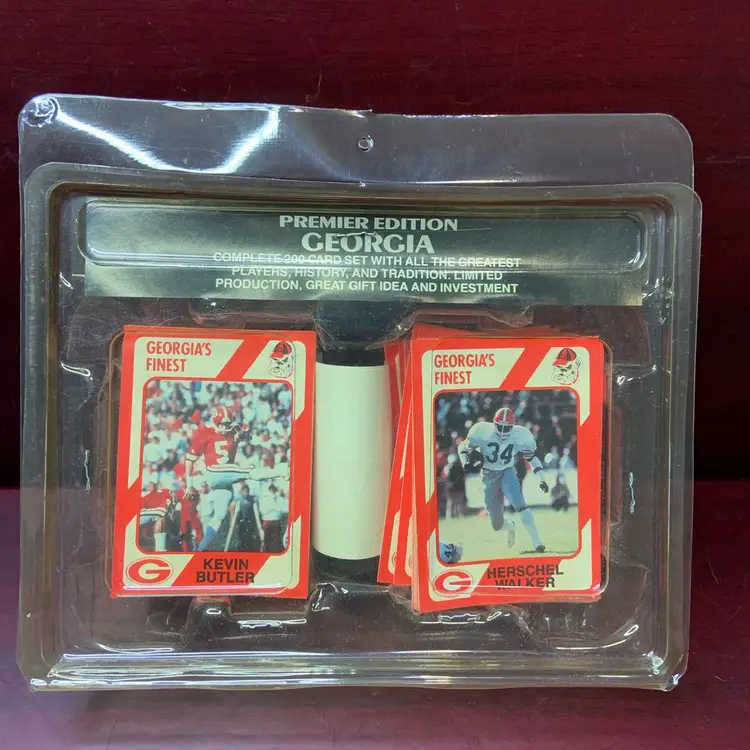 PREMIER EDITION
GEORGIA
COMPLETE 200 CARD SET WITH ALL THE GREATEST
PLAYERS, HISTORY, AND TRADITION. LIMITED
PRODUCTION, GREAT GIFT IDEA AND INVESTMENT
GEORGIA'S
FINEST
5
G
KEVIN
BUTLER
GEORGIA'S
FINEST
34
G
HERSCHEL
WALKER